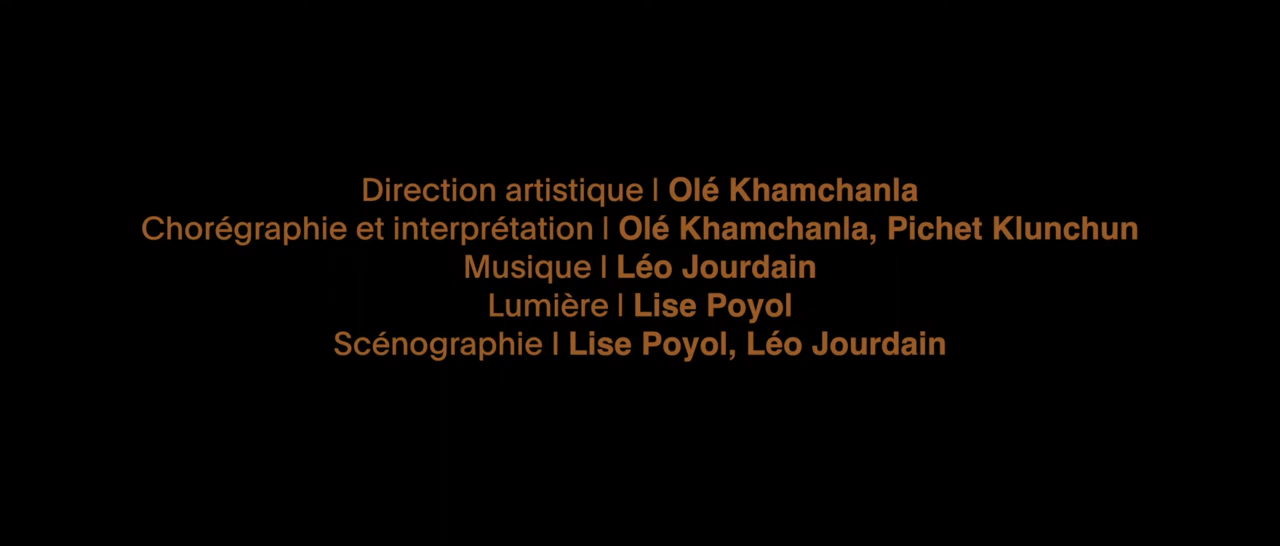 Direction artistique | Olé Khamchanla
Chorégraphie et interprétation | Olé Khamchanla, Pichet Klunchun
Musique | Léo Jourdain
Lumière | Lise Poyol
Scénographie | Lise Poyol, Léo Jourdain